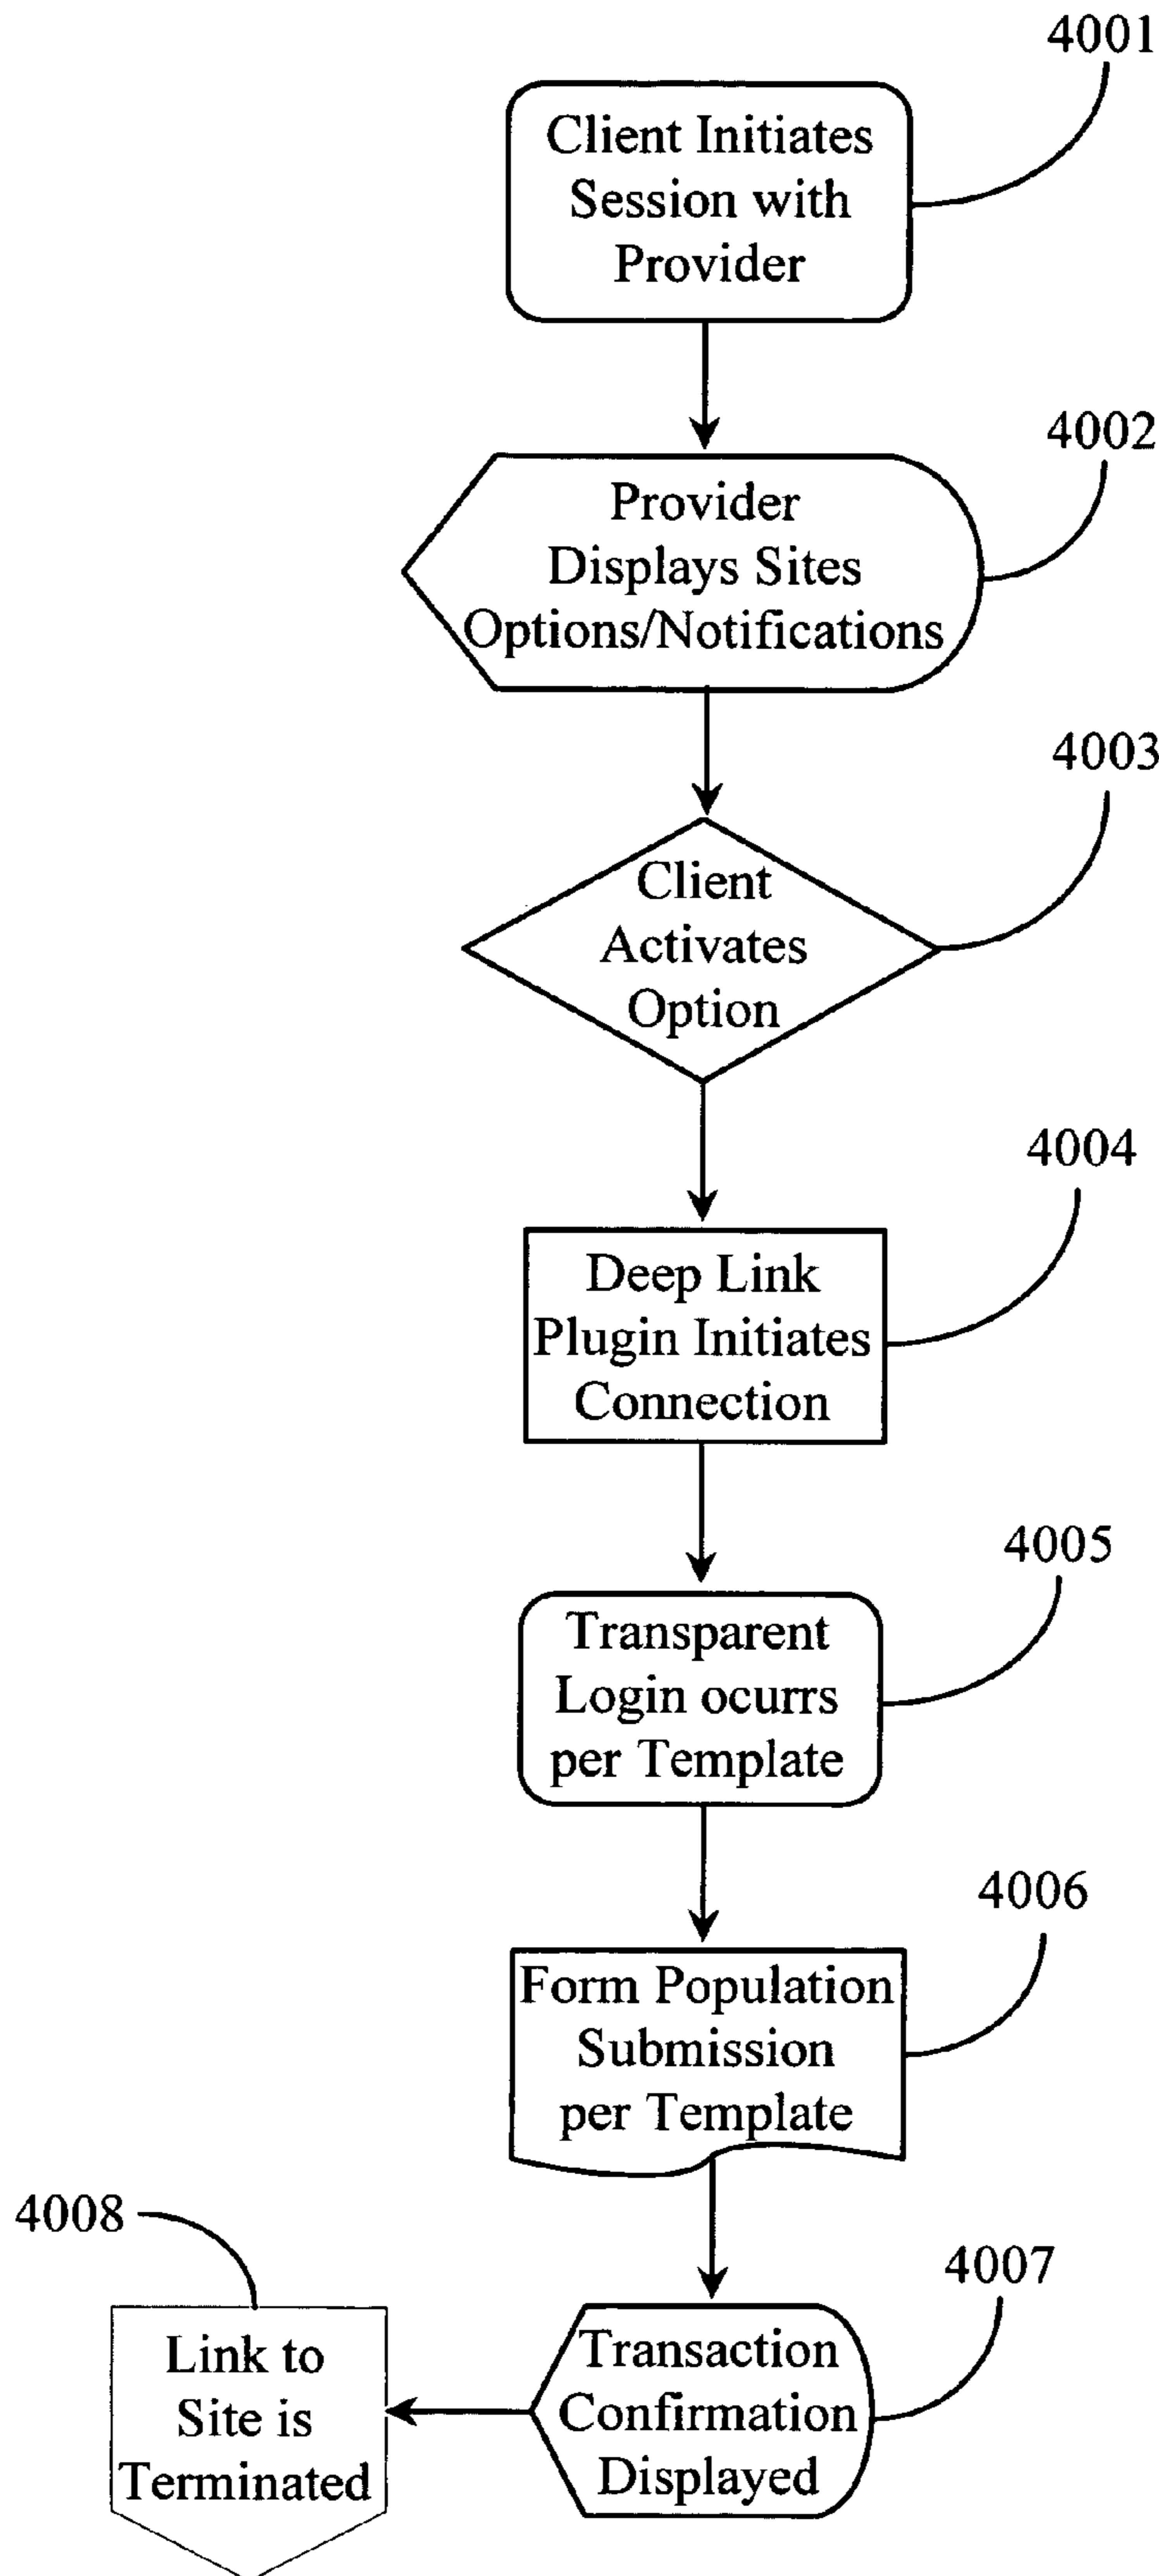 4001
Client Initiates
Session with
Provider
4002
Provider
Displays Sites
Options/Notifications
4003
Client
Activates
Option
4004
Deep Link
Plugin Initiates
Connection
4005
Transparent
Login ocurrs
per Template
4006
Form Population
Submission
per Template
4008
4007
Link to
Site is
Terminated
Transaction
Confirmation
Displayed